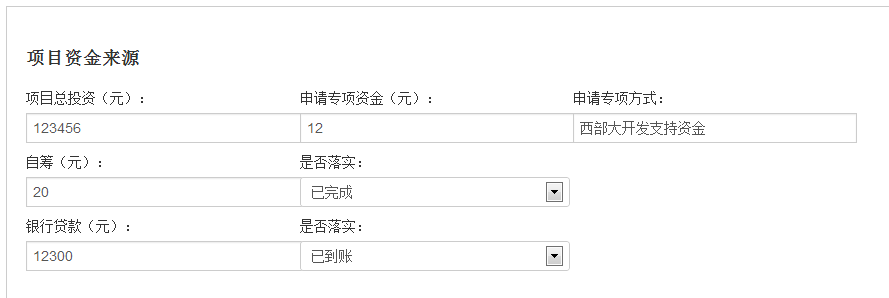 项目资金来源
项目总投资（元）： 申请专项资金（元）： 申请专项方式：
123456 12 西部大开发支持资金
自筹（元）： 是否落实：
20 已完成
银行贷款（元）： 是否落实：
12300 已到账